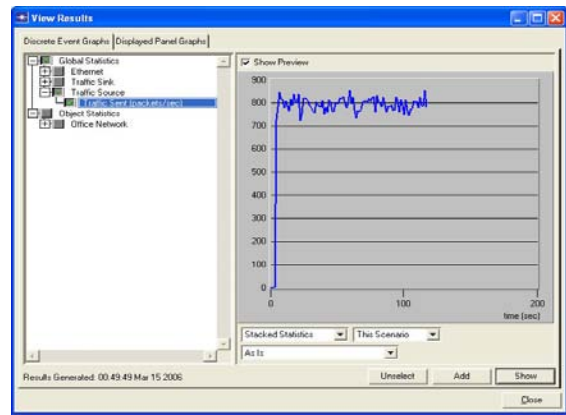 View Results
Discrete Event Graphs
Displayed Panel Graphs
Global Statistics
Ethernet
Traffic Sink
Traffic Source
Traffic Sent (packets/sec)
Object Statistics
Office Network
Show Preview
900
800
700
600
500
400
300
200
100
0
0 100 200
time (sec)
Stacked Statistics
This Scenario
As Is
Results Generated: 00:49:49 Mar 15 2006
Unselect
Add
Show
Close